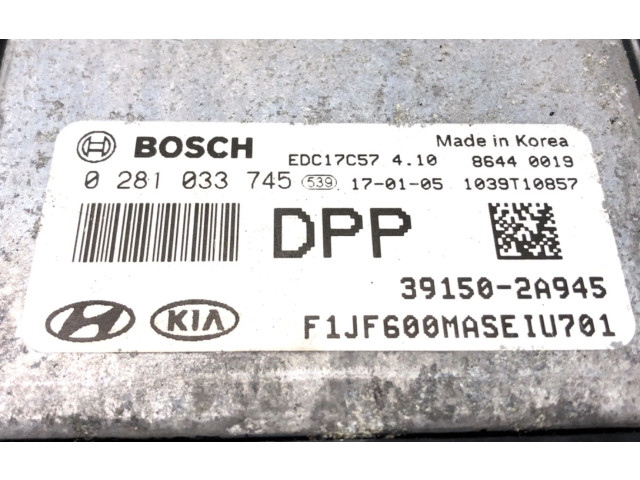 BOSCH EDC17C57 4.10 Made in Korea 8644 0019
0 281 033 745 539 17-01-05 1039T10857
DPP
39150-2A945
KIA F1JF600MASEIU701